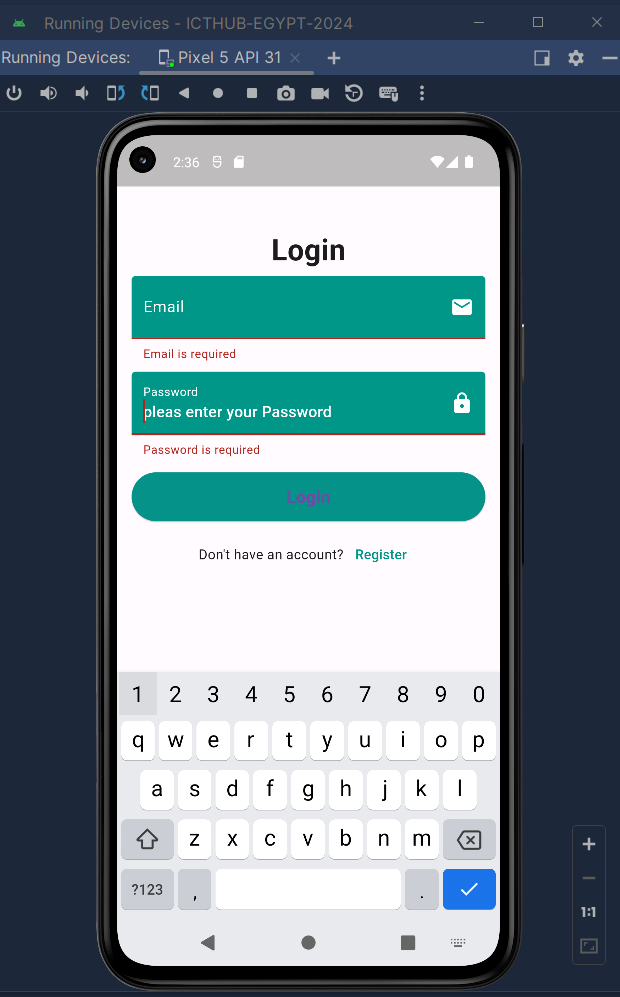 Running Devices - ICTHUB-EGYPT-2024
Running Devices: Pixel 5 API 31
2:36
Login
Email
Email is required
Password
pleas enter your Password
Password is required
Login
Don't have an account? Register
1 2 3 4 5 6 7 8 9 0
q w e r t y u i o p
a s d f g h j k l
z x c v b n m
?123 , .
1:1